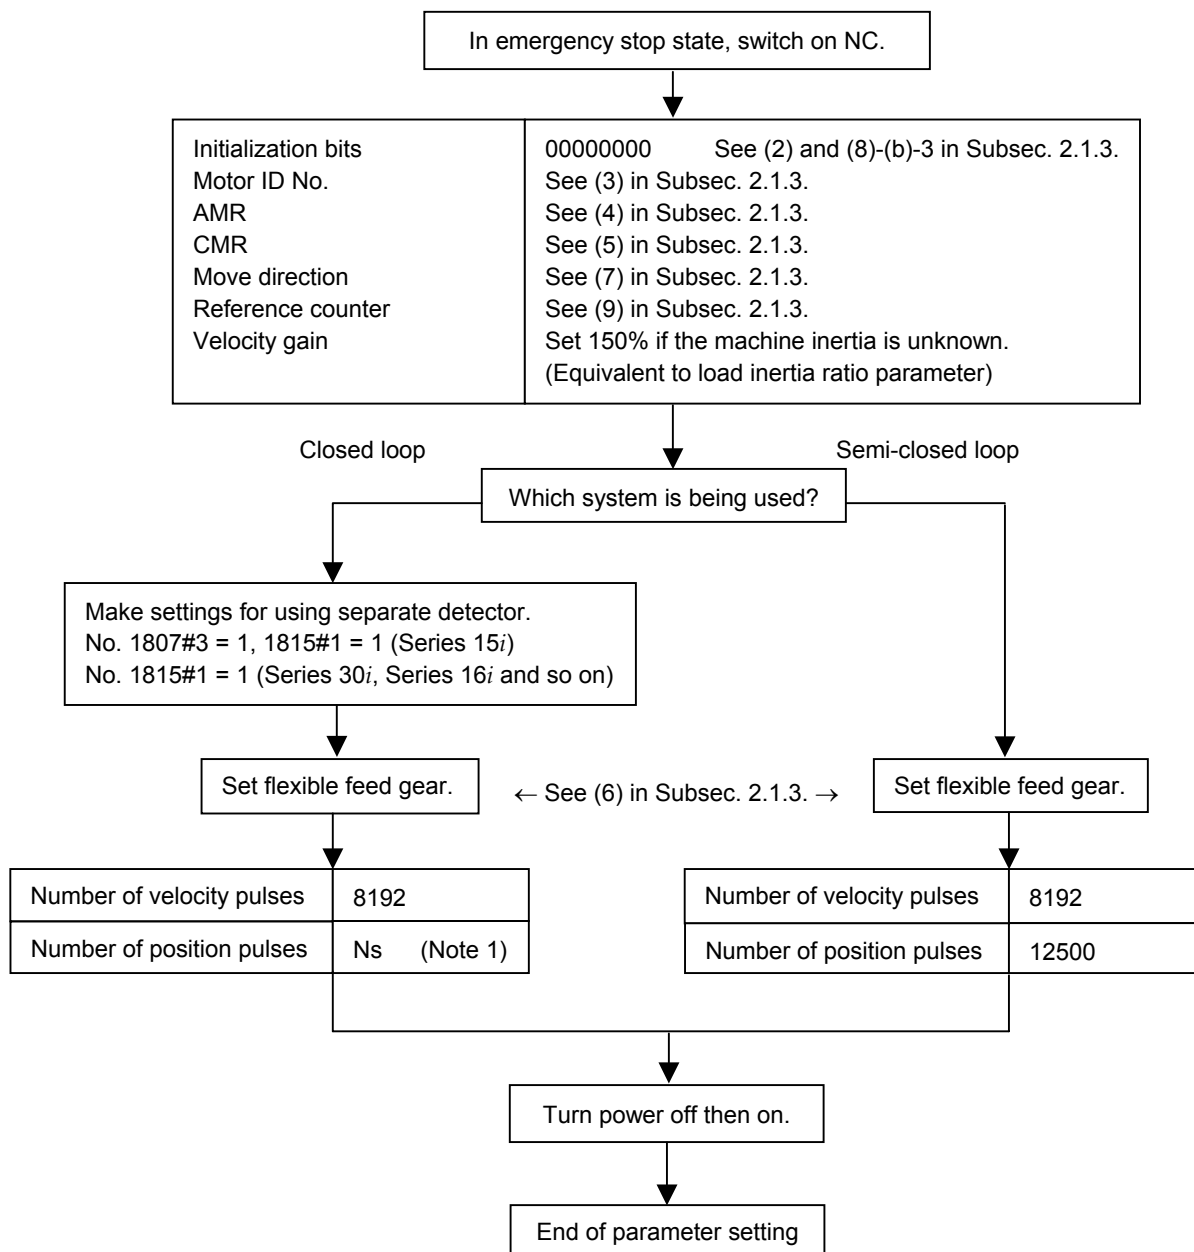 In emergency stop state, switch on NC.
Initialization bits 00000000 See (2) and (8)-(b)-3 in Subsec. 2.1.3.
Motor ID No. See (3) in Subsec. 2.1.3.
AMR See (4) in Subsec. 2.1.3.
CMR See (5) in Subsec. 2.1.3.
Move direction See (7) in Subsec. 2.1.3.
Reference counter See (9) in Subsec. 2.1.3.
Velocity gain Set 150% if the machine inertia is unknown.
(Equivalent to load inertia ratio parameter)
Closed loop Semi-closed loop
Which system is being used?
Make settings for using separate detector.
No. 1807#3 = 1, 1815#1 = 1 (Series 15i)
No. 1815#1 = 1 (Series 30i, Series 16i and so on)
Set flexible feed gear. ← See (6) in Subsec. 2.1.3. → Set flexible feed gear.
Number of velocity pulses 8192 Number of velocity pulses 8192
Number of position pulses Ns (Note 1) Number of position pulses 12500
Turn power off then on.
End of parameter setting